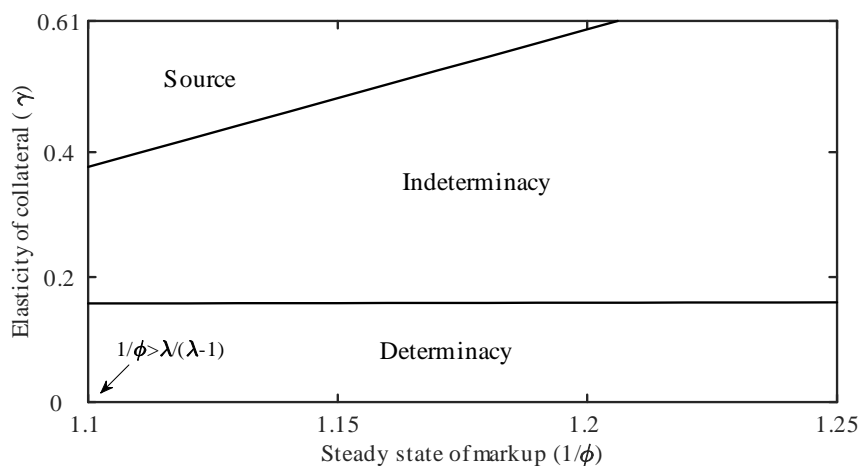 0.61
Source
0.4
Indeterminacy
Elasticity of collateral ( γ)
0.2
1/ϕ>λ/(λ-1)
Determinacy
0
1.1
1.15
1.2
1.25
Steady state of markup (1/ϕ)